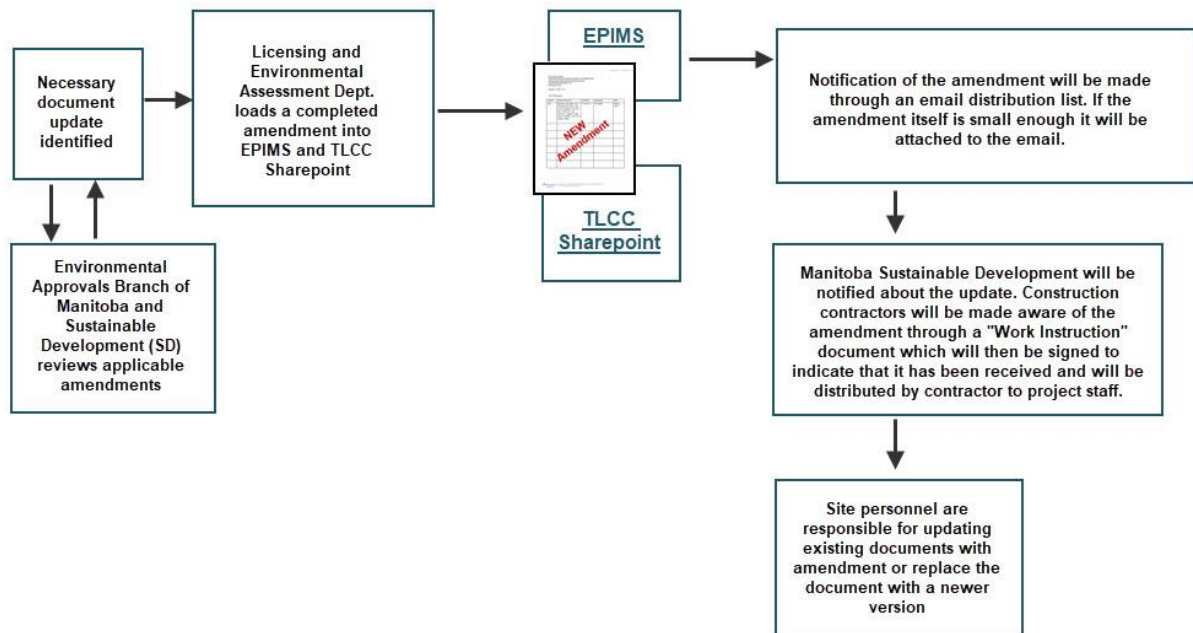 Necessary
document
update
identified
Environmental
Approvals Branch of
Manitoba and
Sustainable
Development (SD)
reviews applicable
amendments
Licensing and
Environmental
Assessment Dept.
loads a completed
amendment into
EPIMS and TLCC
Sharepoint
EPIMS
NEW
Amendment
TLCC
Sharepoint
Notification of the amendment will be made
through an email distribution list. If the
amendment itself is small enough it will be
attached to the email.
Manitoba Sustainable Development will be
notified about the update. Construction
contractors will be made aware of the
amendment through a "Work Instruction"
document which will then be signed to
indicate that it has been received and will be
distributed by contractor to project staff.
Site personnel are
responsible for updating
existing documents with
amendment or replace the
document with a newer
version